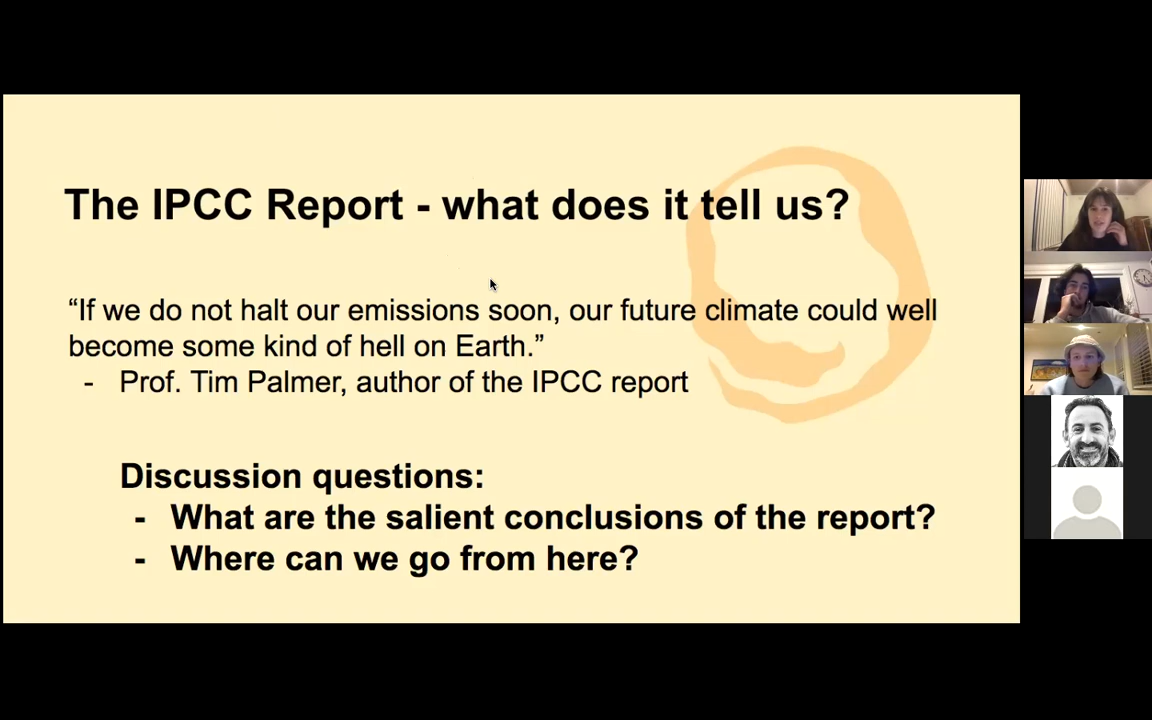 The IPCC Report - what does it tell us?
“If we do not halt our emissions soon, our future climate could well
become some kind of hell on Earth.”
- Prof. Tim Palmer, author of the IPCC report
Discussion questions:
- What are the salient conclusions of the report?
- Where can we go from here?